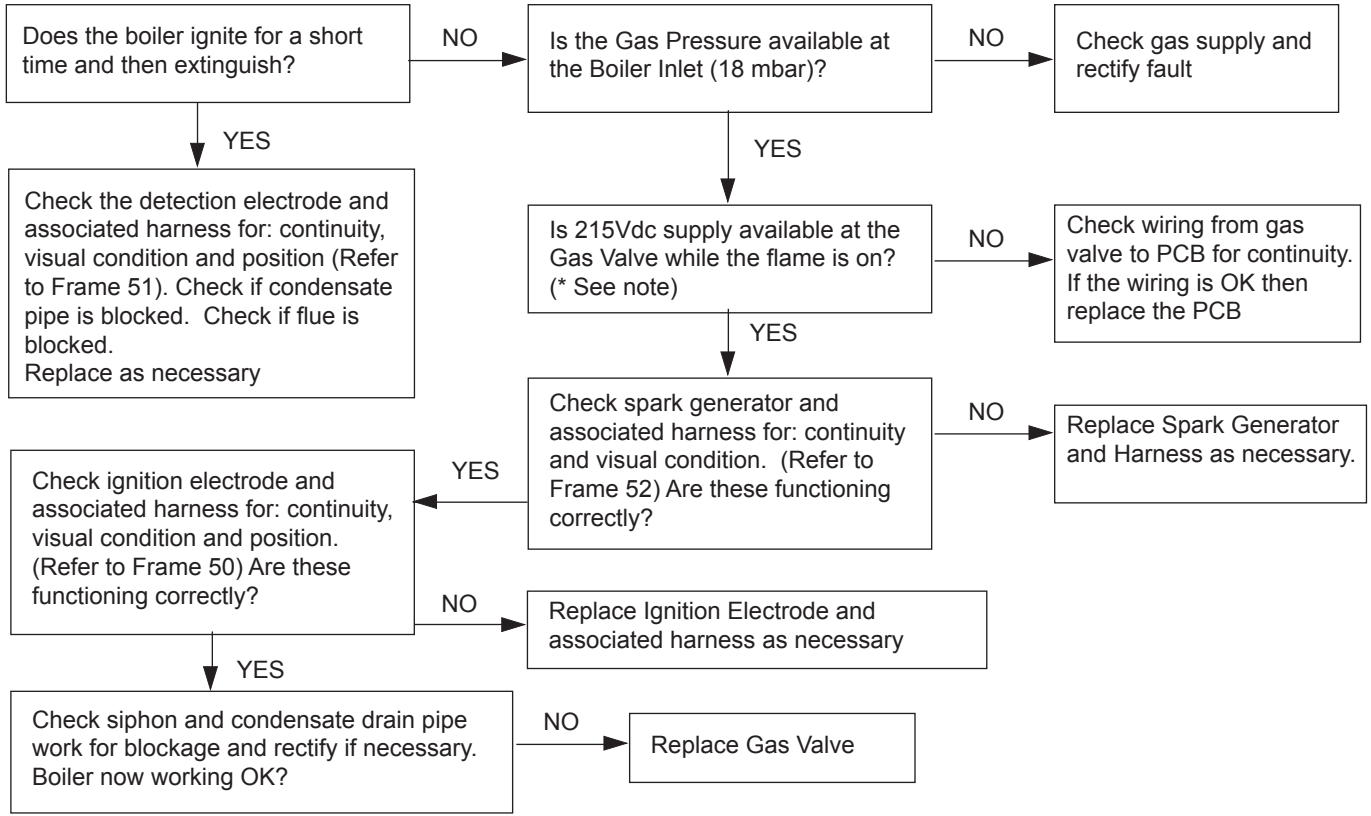 Does the boiler ignite for a short
time and then extinguish?
NO
Is the Gas Pressure available at
the Boiler Inlet (18 mbar)?
NO
Check gas supply and
rectify fault
YES
YES
Check the detection electrode and
associated harness for: continuity,
visual condition and position (Refer
to Frame 51). Check if condensate
pipe is blocked.  Check if flue is
blocked.
Replace as necessary
Is 215Vdc supply available at the
Gas Valve while the flame is on?
(* See note)
NO
Check wiring from gas
valve to PCB for continuity.
If the wiring is OK then
replace the PCB
YES
Check spark generator and
associated harness for: continuity
and visual condition.  (Refer to
Frame 52) Are these functioning
correctly?
NO
Replace Spark Generator
and Harness as necessary.
YES
Check ignition electrode and
associated harness for: continuity,
visual condition and position.
(Refer to Frame 50) Are these
functioning correctly?
NO
Replace Ignition Electrode and
associated harness as necessary
YES
Check siphon and condensate drain pipe
work for blockage and rectify if necessary.
Boiler now working OK?
NO
Replace Gas Valve